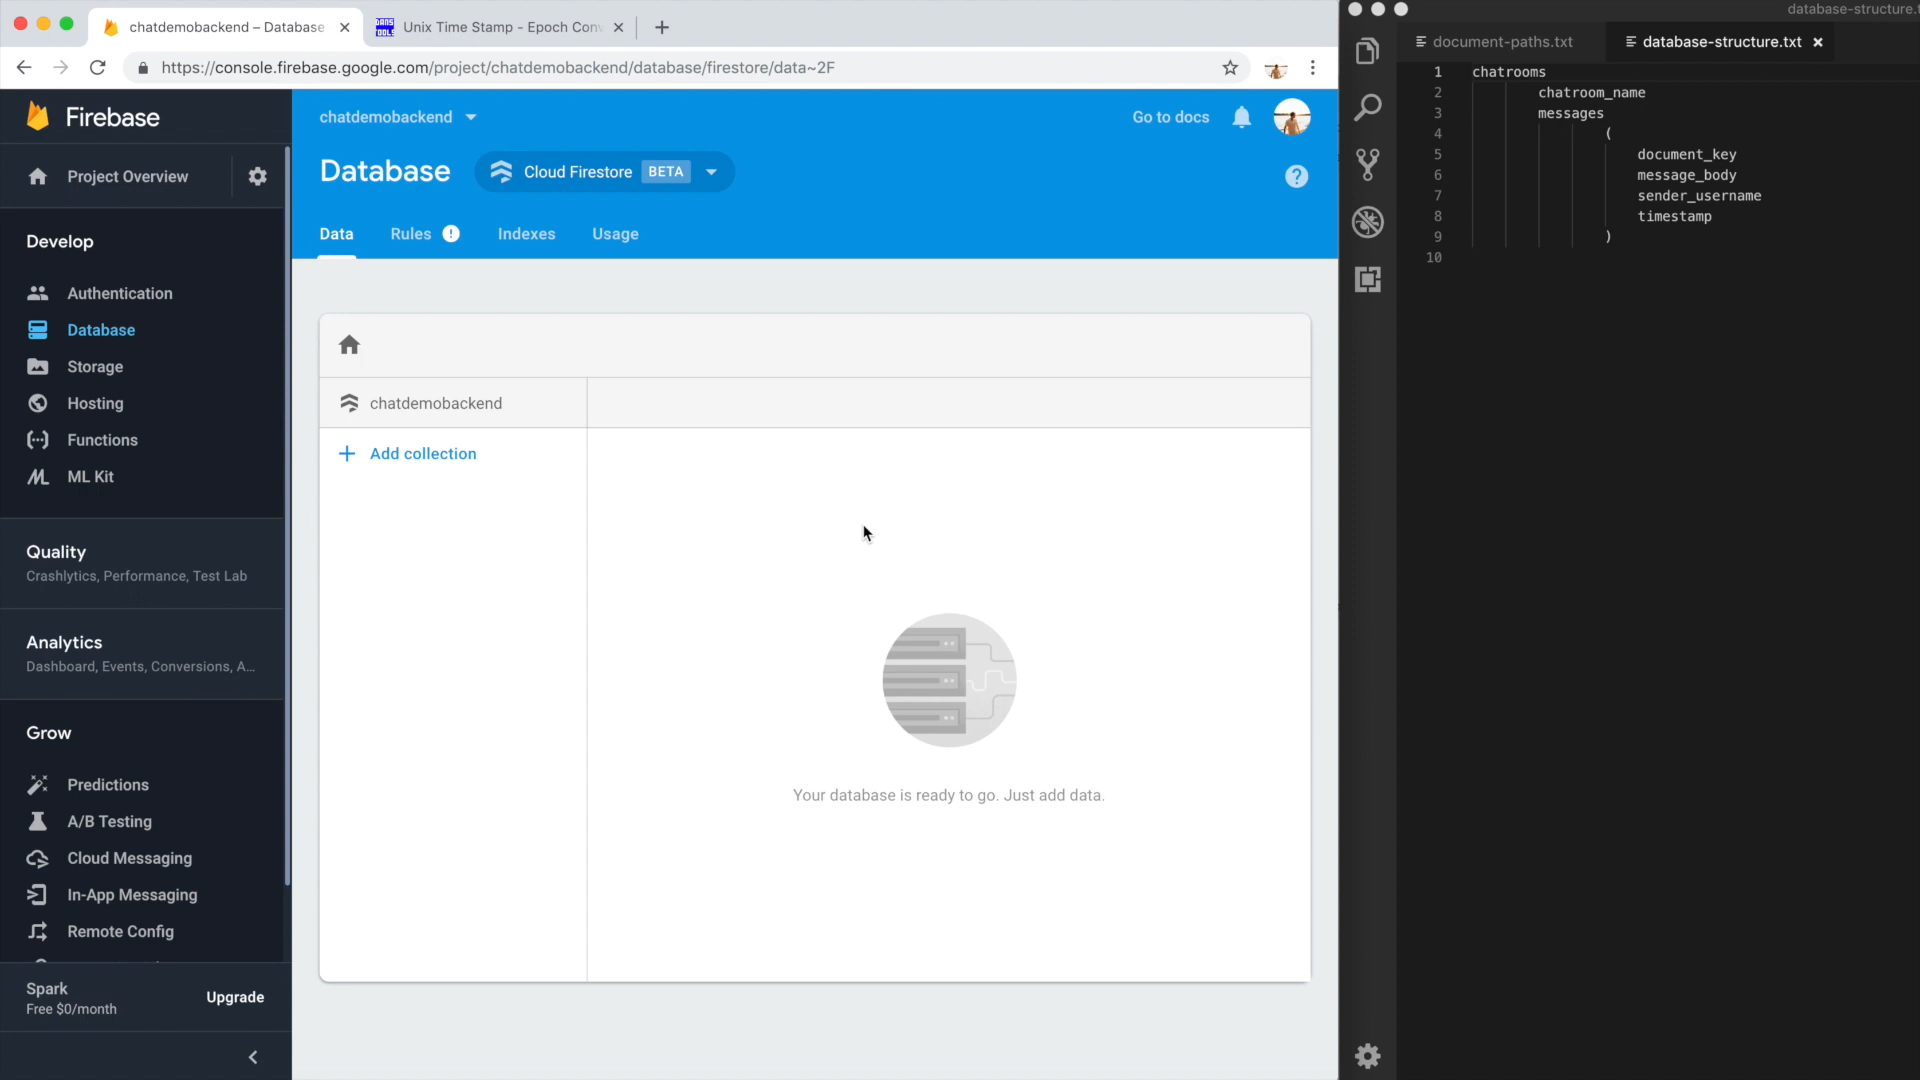 chatdemobackend – Database
Unix Time Stamp - Epoch Con
https://console.firebase.google.com/project/chatdemobackend/database/firestore/data~2F
Firebase
Project Overview
Develop
Authentication
Database
Storage
Hosting
Functions
ML Kit
Quality
Crashlytics, Performance, Test Lab
Analytics
Dashboard, Events, Conversions, A...
Grow
Predictions
A/B Testing
Cloud Messaging
In-App Messaging
Remote Config
Spark
Free $0/month
Upgrade
chatdemobackend
Go to docs
Database
Cloud Firestore BETA
Data
Rules
Indexes
Usage
chatdemobackend
Add collection
Your database is ready to go. Just add data.
database-structure.t
document-paths.txt
database-structure.txt
1 chatrooms
2 chatroom_name
3 messages
4 (
5 document_key
6 message_body
7 sender_username
8 timestamp
9 )
10